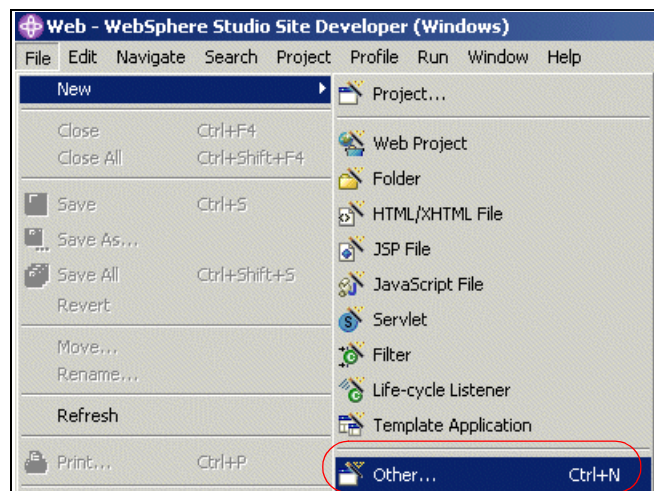 Web - WebSphere Studio Site Developer (Windows)
File Edit Navigate Search Project Profile Run Window Help
New
Close Ctrl+F4
Close All Ctrl+Shift+F4
Save Ctrl+S
Save As...
Save All Ctrl+Shift+S
Revert
Move...
Rename...
Refresh
Print... Ctrl+P
Project...
Web Project
Folder
HTML/XHTML File
JSP File
JavaScript File
Servlet
Filter
Life-cycle Listener
Template Application
Other... Ctrl+N